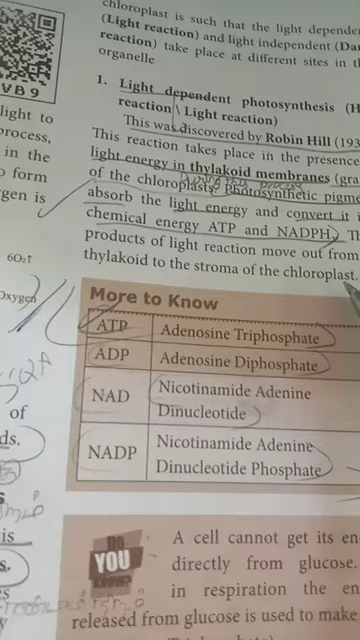 chloroplast is such that the light depende
(Light reaction) and light independent (Da
reaction) take place at different sites in t
organelle
VB9
1. Light dependent photosynthesis (H
reaction \ Light reaction)
This was discovered by Robin Hill (193
This reaction takes place in the presence
light energy in thylakoid membranes (gra
of the chloroplasts. Photosynthetic pigme
absorb the light energy and convert it i
chemical energy ATP and NADPH
products of light reaction move out from
thylakoid to the stroma of the chloroplast.
light to
process,
in the
form
gen is
6O₂↑
Oxygen
of
ds.
is
s.
More to Know
ATP Adenosine Triphosphate
ADP Adenosine Diphosphate
NAD Nicotinamide Adenine
Dinucleotide
NADP Nicotinamide Adenine
Dinucleotide Phosphate
DO
YOU
KNOW?
A cell cannot get its en
directly from glucose.
in respiration the en
released from glucose is used to make